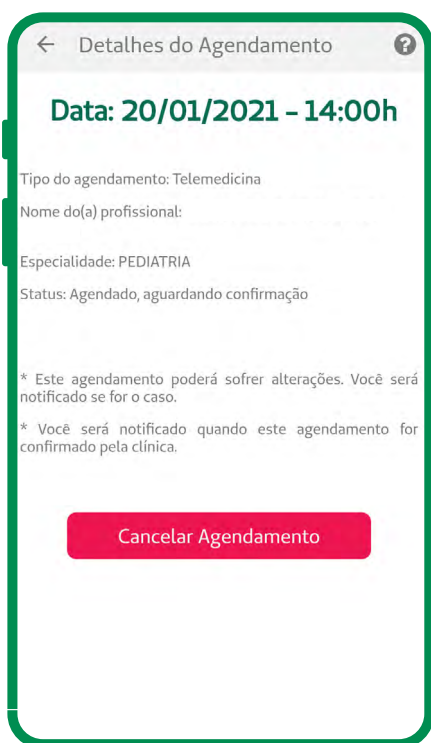 Detalhes do Agendamento
?
Data: 20/01/2021 – 14:00h
Tipo do agendamento: Telemedicina
Nome do(a) profissional:
Especialidade: PEDIATRIA
Status: Agendado, aguardando confirmação
* Este agendamento poderá sofrer alterações. Você será
notificado se for o caso.
* Você será notificado quando este agendamento for
confirmado pela clínica.
Cancelar Agendamento